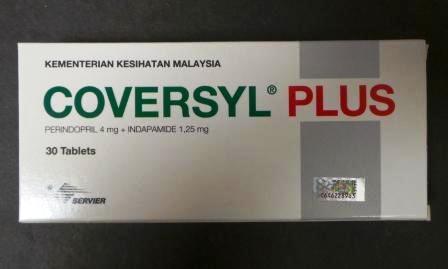 KEMENTERIAN KESIHATAN MALAYSIA
COVERSYL® PLUS
PERINDOPRIL 4 mg + INDAPAMIDE 1,25 mg
30 Tablets
SERVIER